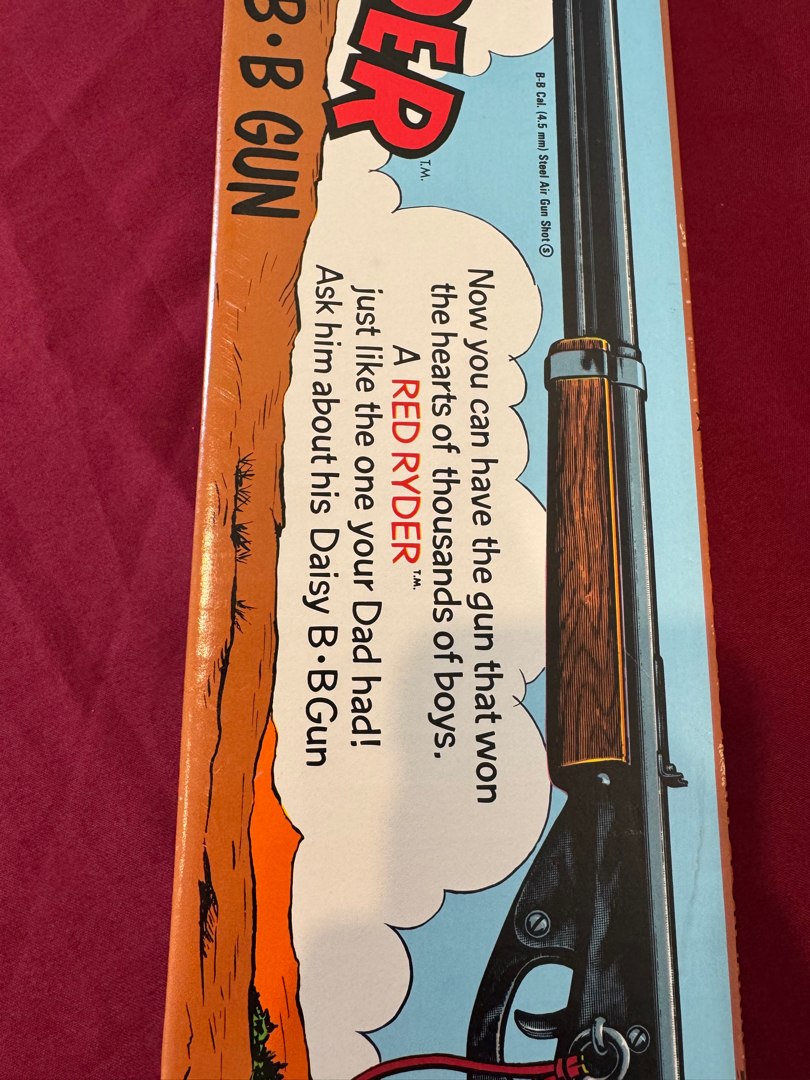 DER T.M.
B•B GUN
B-B Cal. (4.5 mm) Steel Air Gun Shot Ⓢ
Now you can have the gun that won
the hearts of thousands of boys.
A RED RYDER T.M.
just like the one your Dad had!
Ask him about his Daisy B•B Gun